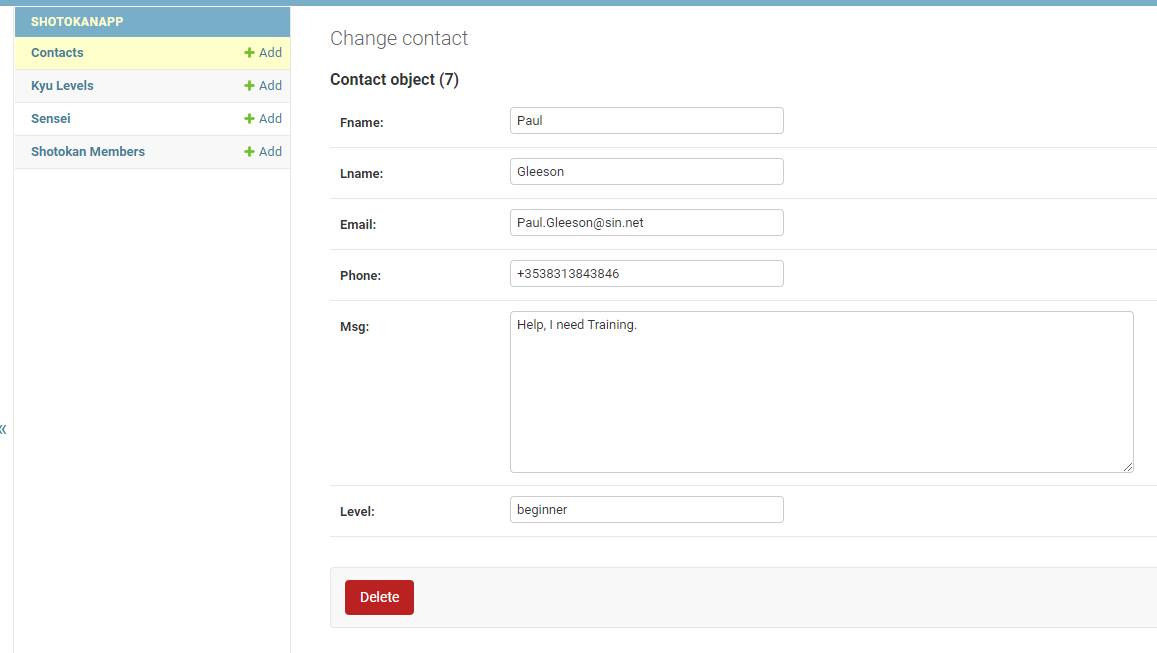 SHOTOKANAPP
Contacts
+ Add
Kyu Levels
+ Add
Sensei
+ Add
Shotokan Members
+ Add
«
Change contact
Contact object (7)
Fname: Paul
Lname: Gleeson
Email: Paul.Gleeson@sin.net
Phone: +3538313843846
Msg: Help, I need Training.
Level: beginner
Delete